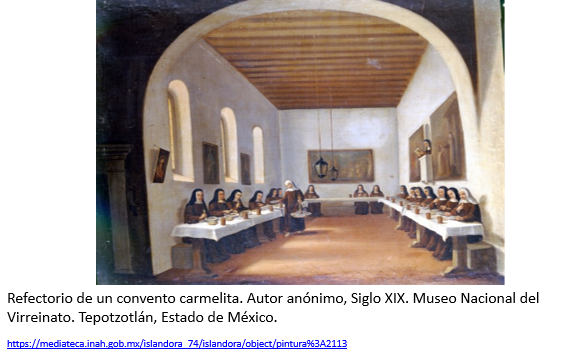 Refectorio de un convento carmelita. Autor anónimo, Siglo XIX. Museo Nacional del
Virreinato. Tepotzotlán, Estado de México.
https://mediateca.inah.gob.mx/islandora_74/islandora/object/pintura%3A2113